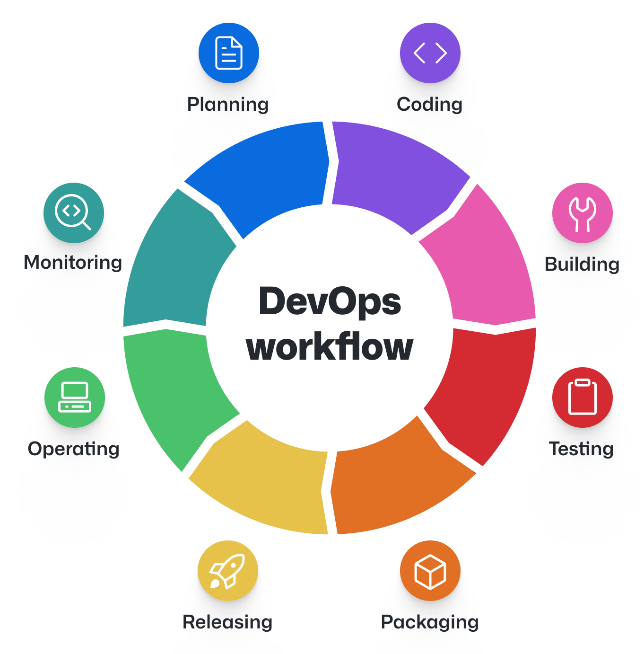 Planning
Coding
Monitoring
Building
DevOps
workflow
Operating
Testing
Releasing
Packaging